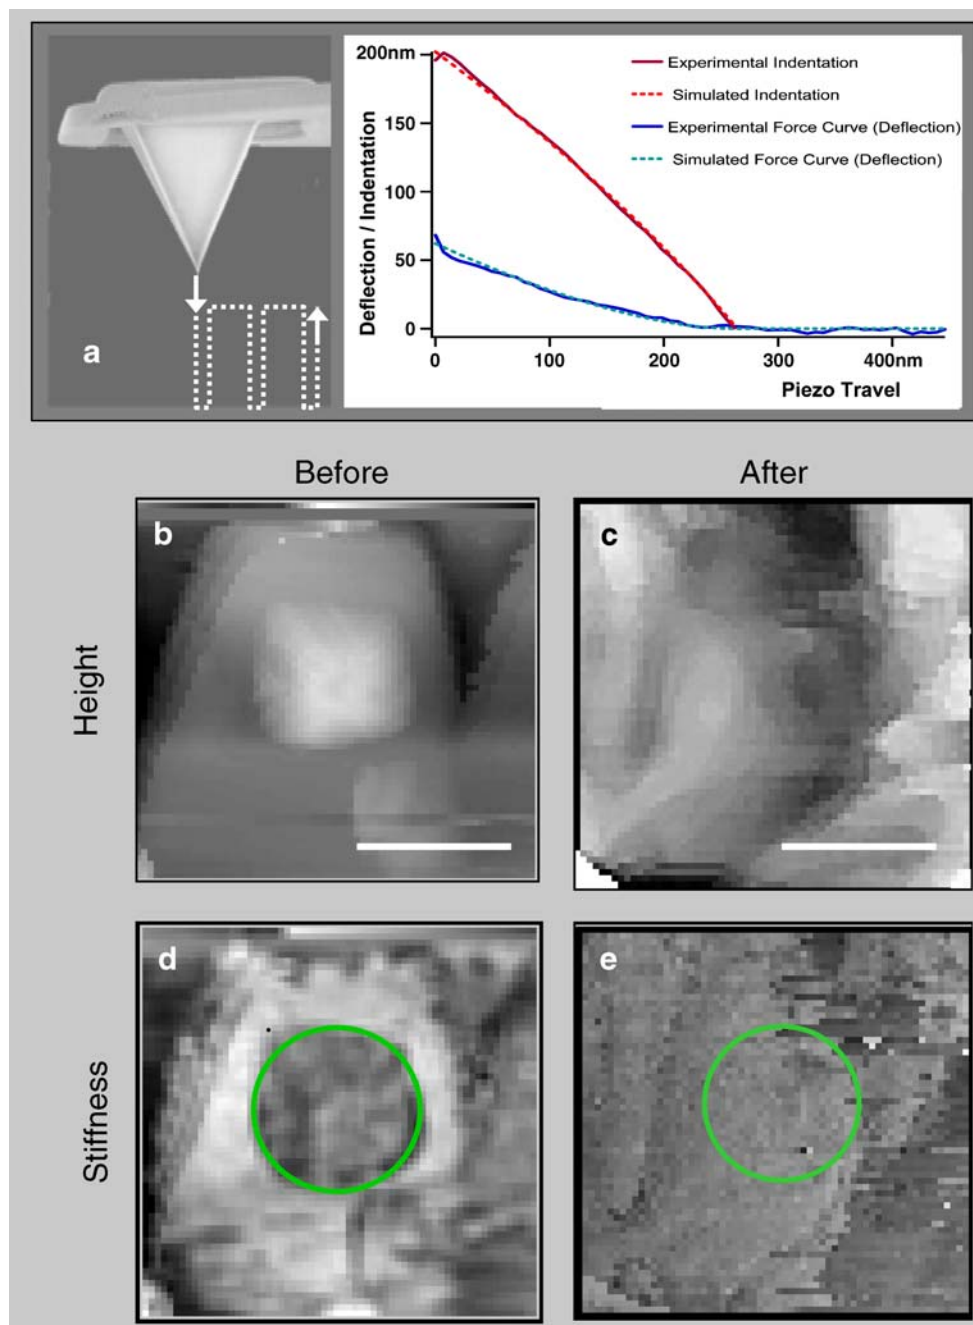 a
Deflection / Indentation
200nm
150
100
50
0
Experimental Indentation
Simulated Indentation
Experimental Force Curve (Deflection)
Simulated Force Curve (Deflection)
0
100
200
300
400nm
Piezo Travel
Before
After
Height
b
c
Stiffness
d
e